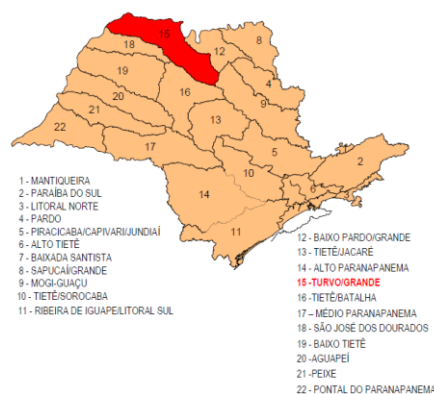 15
8
18
12
19
16
4
20
9
21
13
22
17
5
2
10
14
6
3
7
11
1 - MANTIQUEIRA
2 - PARAÍBA DO SUL
3 - LITORAL NORTE
4 - PARDO
5 - PIRACICABA/CAPIVARI/JUNDIAÍ
6 - ALTO TIETÊ
7 - BAIXADA SANTISTA
8 - SAPUCAÍ/GRANDE
9 - MOGI-GUAÇU
10 - TIETÊ/SOROCABA
11 - RIBEIRA DE IGUAPE/LITORAL SUL
12 - BAIXO PARDO/GRANDE
13 - TIETÊ/JACARÉ
14 - ALTO PARANAPANEMA
15 -TURVO/GRANDE
16 -TIETÊ/BATALHA
17 – MÉDIO PARANAPANEMA
18 - SÃO JOSÉ DOS DOURADOS
19 - BAIXO TIETÊ
20 -AGUAPEÍ
21 -PEIXE
22 - PONTAL DO PARANAPANEMA